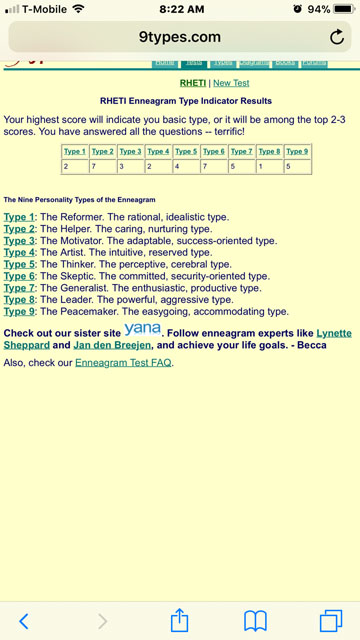 T-Mobile 8:22 AM 94%
9types.com
Home Tests Types Diagrams Books Forums
RHETI | New Test
RHETI Enneagram Type Indicator Results
Your highest score will indicate you basic type, or it will be among the top 2-3
scores. You have answered all the questions -- terrific!
Type 1 Type 2 Type 3 Type 4 Type 5 Type 6 Type 7 Type 8 Type 9
2 7 3 2 4 7 5 1 5
The Nine Personality Types of the Enneagram
Type 1: The Reformer. The rational, idealistic type.
Type 2: The Helper. The caring, nurturing type.
Type 3: The Motivator. The adaptable, success-oriented type.
Type 4: The Artist. The intuitive, reserved type.
Type 5: The Thinker. The perceptive, cerebral type.
Type 6: The Skeptic. The committed, security-oriented type.
Type 7: The Generalist. The enthusiastic, productive type.
Type 8: The Leader. The powerful, aggressive type.
Type 9: The Peacemaker. The easygoing, accommodating type.
Check out our sister site yana. Follow enneagram experts like Lynette
Sheppard and Jan den Breejen, and achieve your life goals. - Becca
Also, check our Enneagram Test FAQ.